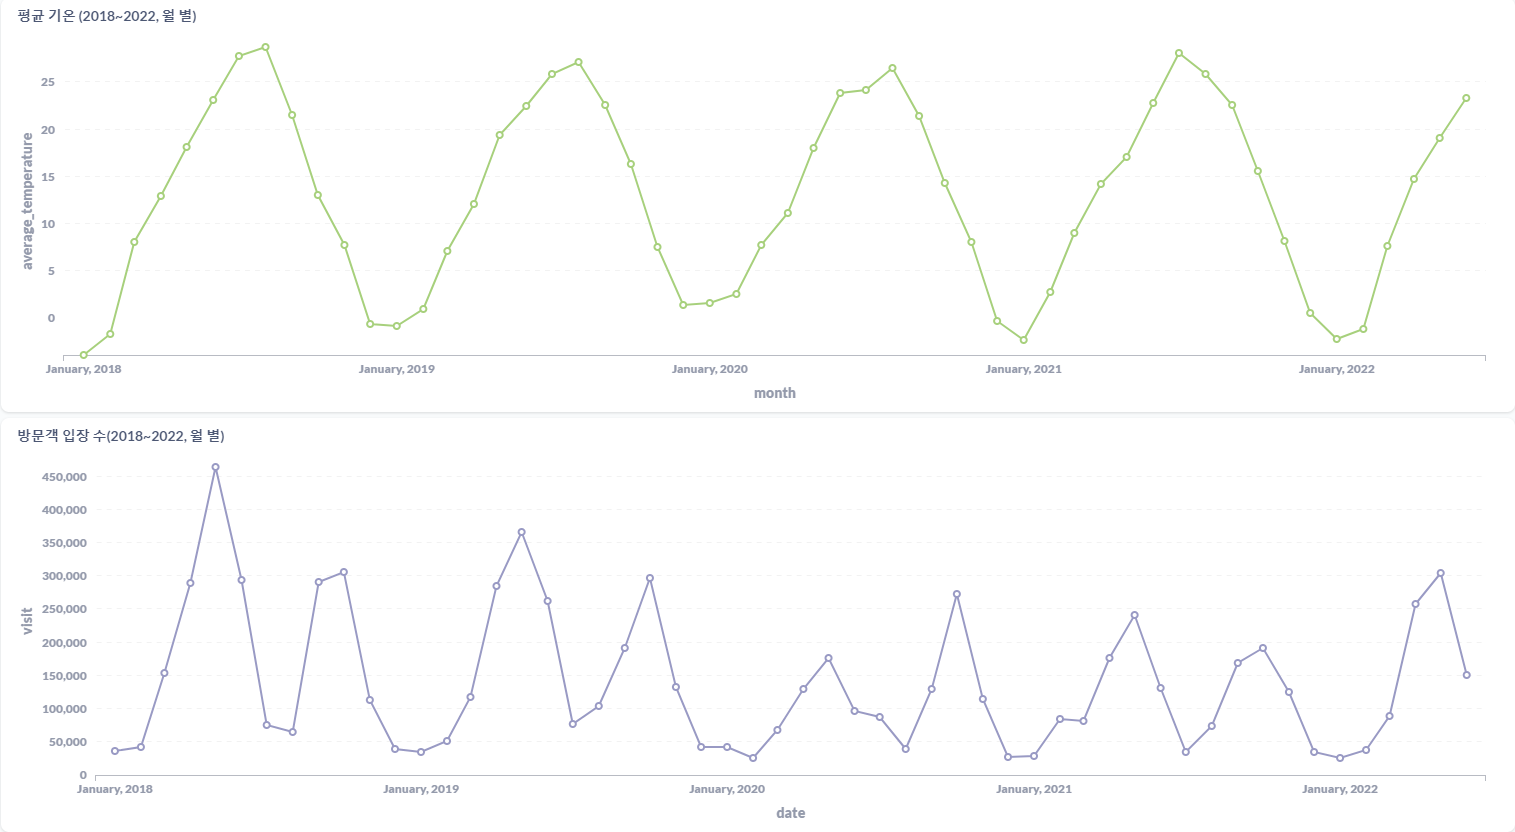 평균 기온 (2018~2022, 월 별)
25
20
15
10
5
0
average_temperature
January, 2018
January, 2019
January, 2020
January, 2021
January, 2022
month
방문객 입장 수(2018~2022, 월 별)
450,000
400,000
350,000
300,000
250,000
200,000
150,000
100,000
50,000
0
visit
January, 2018
January, 2019
January, 2020
January, 2021
January, 2022
date